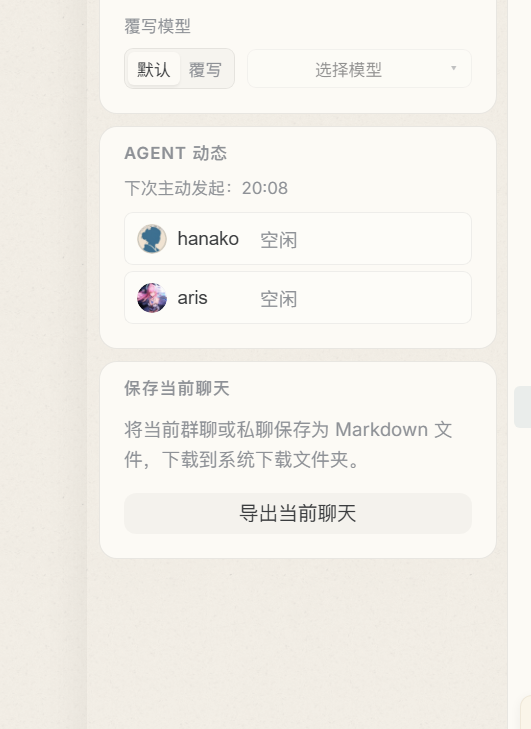 覆写模型
默认 覆写 选择模型
AGENT 动态
下次主动发起：20:08
hanako 空闲
aris 空闲
保存当前聊天
将当前群聊或私聊保存为 Markdown 文
件，下载到系统下载文件夹。
导出当前聊天